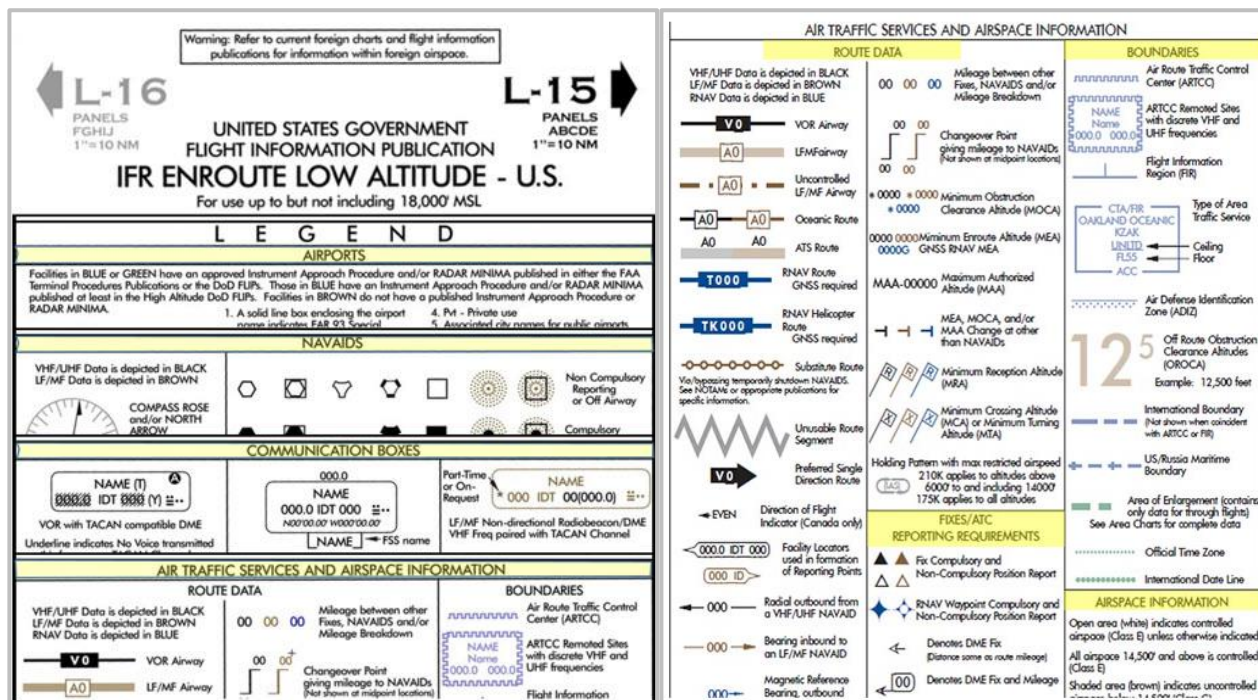 Warning: Refer to current foreign charts and flight information
publications for information within foreign airspace.
L-16
PANELS
FGHIJ
1"=10 NM
L-15
PANELS
ABCDE
1"=10 NM
UNITED STATES GOVERNMENT
FLIGHT INFORMATION PUBLICATION
IFR ENROUTE LOW ALTITUDE - U.S.
For use up to but not including 18,000' MSL
LEGEND
AIRPORTS
Facilities in BLUE or GREEN have an approved Instrument Approach Procedure and/or RADAR MINIMA published in either the FAA
Terminal Procedures Publications or the DoD FLIPs. Those in BLUE have an Instrument Approach Procedure and/or RADAR MINIMA
published at least in the High Altitude DoD FLIPs. Facilities in BROWN do not have a published Instrument Approach Procedure or
RADAR MINIMA.
1. A solid line box enclosing the airport
name indicates FAR 93 Special
4. Pvt - Private use
5. Associated city names for public airports
NAVAIDS
VHF/UHF Data is depicted in BLACK
LF/MF Data is depicted in BROWN
COMPASS ROSE
and/or NORTH
ARROW
Non Compulsory
Reporting
or Off Airway
Compulsory
COMMUNICATION BOXES
NAME (T) A
000.0 IDT 000 (Y)
VOR with TACAN compatible DME
Underline indicates No Voice transmitted
000.0
NAME
000.0 IDT 000
N00°00.00' W000°00.00'
NAME FSS name
Part-Time
or On-
Request
NAME
* 000 IDT 00(000.0)
LF/MF Non-directional Radiobeacon/DME
VHF Freq paired with TACAN Channel
AIR TRAFFIC SERVICES AND AIRSPACE INFORMATION
ROUTE DATA
VHF/UHF Data is depicted in BLACK
LF/MF Data is depicted in BROWN
RNAV Data is depicted in BLUE
V0 VOR Airway
A0 LF/MF Airway
00 00 00 Mileage between other
Fixes, NAVAIDS and/or
Mileage Breakdown
00 00
Changeover Point
giving mileage to NAVAIDs
(Not shown at midpoint locations)
BOUNDARIES
Air Route Traffic Control
Center (ARTCC)
NAME
Name
000.0 000.0
ARTCC Remoted Sites
with discrete VHF and
UHF frequencies
Flight Information
AIR TRAFFIC SERVICES AND AIRSPACE INFORMATION
ROUTE DATA
VHF/UHF Data is depicted in BLACK
LF/MF Data is depicted in BROWN
RNAV Data is depicted in BLUE
V0 VOR Airway
A0 LFMFairway
A0 Uncontrolled
LF/MF Airway
A0 A0 Oceanic Route
A0 A0
ATS Route
T000 RNAV Route
GNSS required
TK000 RNAV Helicopter
Route
GNSS required
Substitute Route
Via/bypassing temporarily shutdown NAVAIDS.
See NOTAMs or appropriate publications for
specific information.
Unusable Route
Segment
V0 Preferred Single
Direction Route
EVEN Direction of Flight
Indicator (Canada only)
000.0 IDT 000
000 ID
Facility Locators
used in formation
of Reporting Points
000 Radial outbound from
a VHF/UHF NAVAID
000 Bearing inbound to
an LF/MF NAVAID
000 Magnetic Reference
Bearing, outbound
00 00 00 Mileage between other
Fixes, NAVAIDS and/or
Mileage Breakdown
00 00
00 00
Changeover Point
giving mileage to NAVAIDs
(Not shown at midpoint locations)
*0000 *0000
*0000
Minimum Obstruction
Clearance Altitude (MOCA)
0000 0000
0000G
Miminum Enroute Altitude (MEA)
GNSS RNAV MEA
MAA-00000 Maximum Authorized
Altitude (MAA)
MEA, MOCA, and/or
MAA Change at other
than NAVAIDs
R R R Minimum Reception Altitude
(MRA)
X X X Minimum Crossing Altitude
(MCA) or Minimum Turning
Altitude (MTA)
Holding Pattern with max restricted airspeed
210K applies to altitudes above
6000' to and including 14000'
175K applies to all altitudes
FIXES/ATC
REPORTING REQUIREMENTS
Fix Compulsory and
Non-Compulsory Position Report
RNAV Waypoint Compulsory and
Non-Compulsory Position Report
Denotes DME Fix
(Distance same as route mileage)
00 Denotes DME Fix and Mileage
BOUNDARIES
Air Route Traffic Control
Center (ARTCC)
NAME
Name
000.0 000.0
ARTCC Remoted Sites
with discrete VHF and
UHF frequencies
Flight Information
Region (FIR)
CTA/FIR
OAKLAND OCEANIC
KZAK
UNLTD
FL55
ACC
Type of Area
Traffic Service
Ceiling
Floor
Air Defense Identification
Zone (ADIZ)
12 5
Off Route Obstruction
Clearance Altitudes
(OROCA)
Example: 12,500 feet
International Boundary
(Not shown when coincident
with ARTCC or FIR)
US/Russia Maritime
Boundary
Area of Enlargement (contains
only data for through flights)
See Area Charts for complete data
Official Time Zone
International Date Line
AIRSPACE INFORMATION
Open area (white) indicates controlled
airspace (Class E) unless otherwise indicated
All airspace 14,500' and above is controlled
(Class E)
Shaded area (brown) indicates uncontrolled